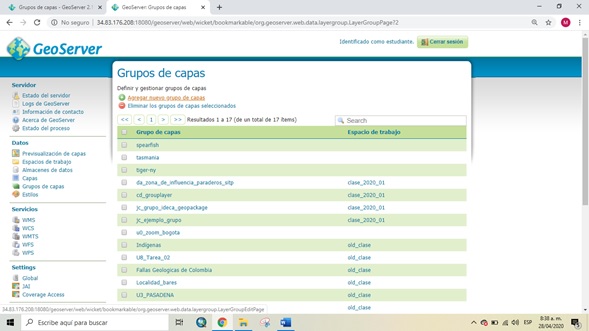 Grupos de capas - GeoServer 2. 
GeoServer: Grupos de capas
No seguro | 34.83.176.208:18080/geoserver/web/wicket/bookmarkable/org.geoserver.web.data.layergroup.LayerGroupPage?2
GeoServer
Identificado como estudiante.
Cerrar sesión
Servidor
Estado del servidor
Logs de GeoServer
Información de contacto
Acerca de GeoServer
Estado del proceso
Datos
Previsualización de capas
Espacios de trabajo
Almacenes de datos
Capas
Grupos de capas
Estilos
Servicios
WMS
WCS
WMTS
WFS
WPS
Settings
Global
JAI
Coverage Access
Grupos de capas
Definir y gestionar grupos de capas
Agregar nuevo grupo de capas
Eliminar los grupos de capas seleccionados
<< < 1 > >> Resultados 1 a 17 (de un total de 17 ítems)
Search
Grupo de capas Espacio de trabajo
spearfish
tasmania
tiger-ny
da_zona_de_influencia_paraderos_sitp clase_2020_01
cd_grouplayer clase_2020_01
jc_grupo_ideca_geopackage clase_2020_01
jc_ejemplo_grupo clase_2020_01
u0_zoom_bogota
Indígenas old_clase
U8_Tarea_02 old_clase
Fallas Geologicas de Colombia old_clase
Localidad_bares old_clase
U3_PASADENA old_clase
old_clase
34.83.176.208:18080/geoserver/web/wicket/bookmarkable/org.geoserver.web.data.layergroup.LayerGroupEditPage
Escribe aquí para buscar
ESP
8:38 a. m.
28/04/2020